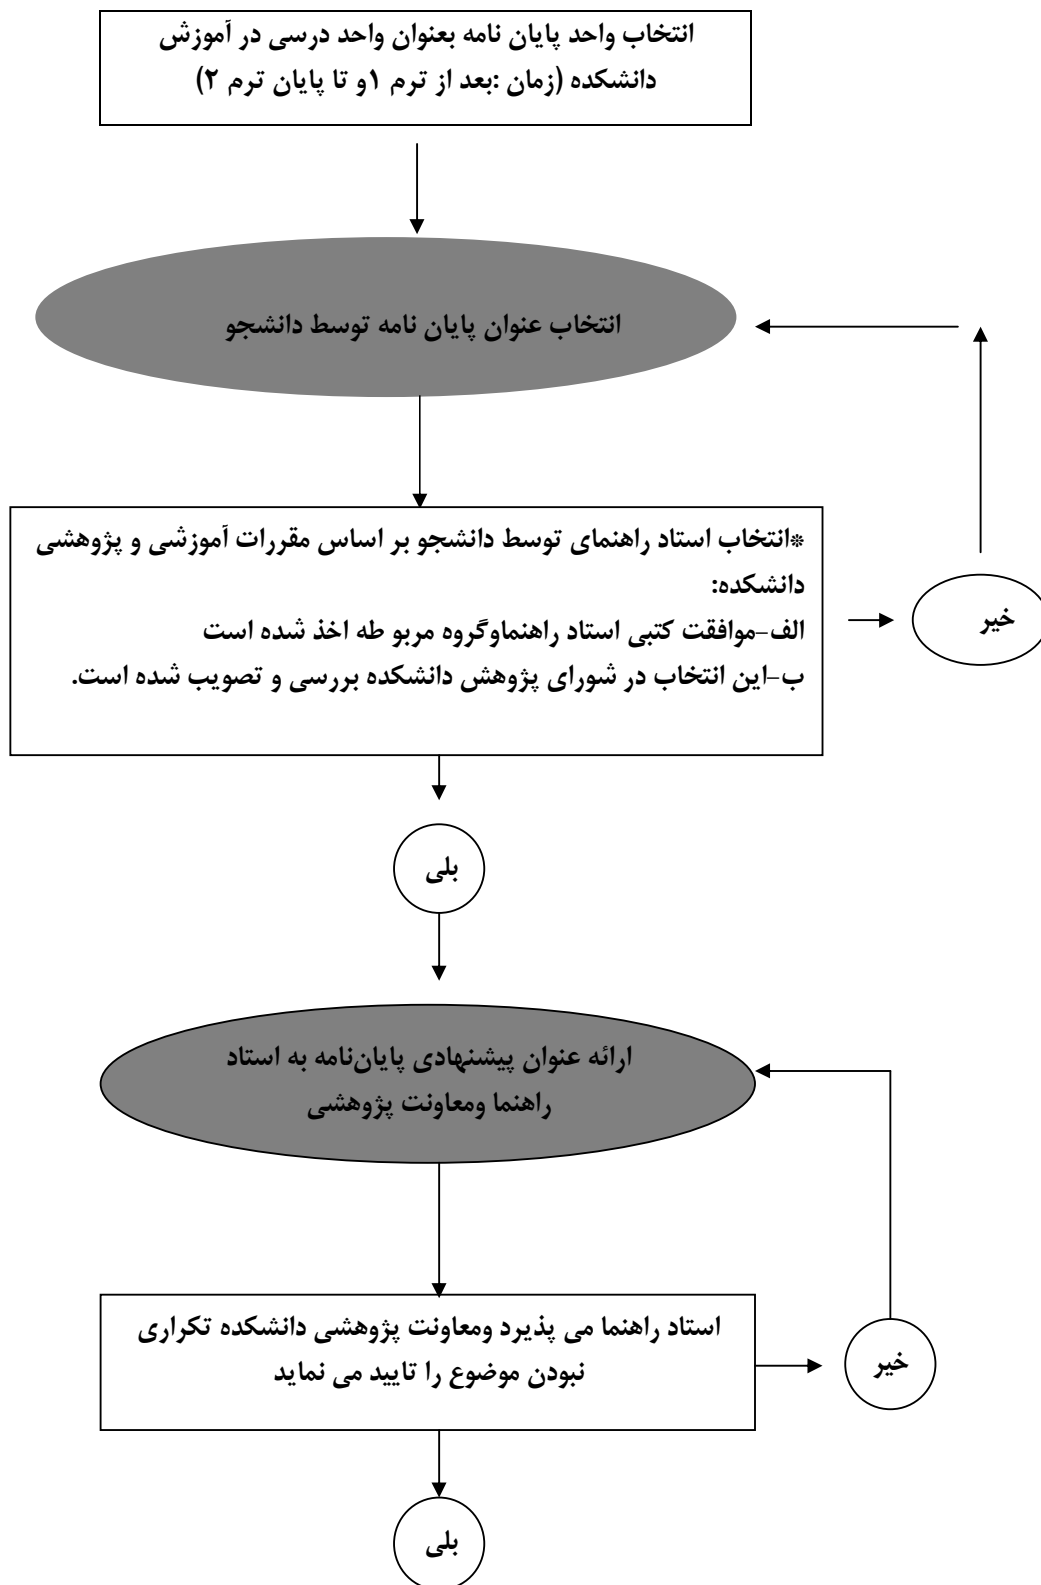 انتخاب واحد پایان نامه بعنوان واحد درسی در آموزش
دانشکده (زمان :بعد از ترم ۱و تا پایان ترم ۲)
انتخاب عنوان پایان نامه توسط دانشجو
*انتخاب استاد راهنمای توسط دانشجو بر اساس مقررات آموزشی و پژوهشی
دانشکده:
الف-موافقت کتبی استاد راهنماوگروه مربو طه اخذ شده است
ب-این انتخاب در شورای پژوهش دانشکده بررسی و تصویب شده است.
خیر
بلی
ارائه عنوان پیشنهادی پایان‌نامه به استاد
راهنما ومعاونت پژوهشی
استاد راهنما می پذیرد ومعاونت پژوهشی دانشکده تکراری
نبودن موضوع را تایید می نماید
خیر
بلی